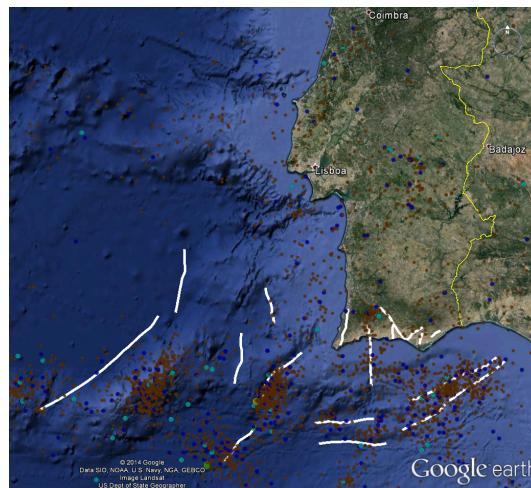 Coimbra
Badajoz
Lisboa
© 2014 Google
Data SIO, NOAA, U.S. Navy, NGA, GEBCO
Image Landsat
US Dept of State Geographer
Google earth
N